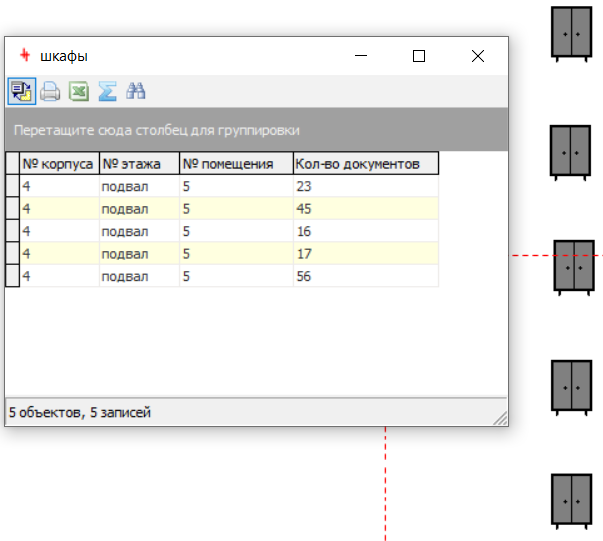 шкафы
Перетащите сюда столбец для группировки
№ корпуса № этажа № помещения Кол-во документов
4 подвал 5 23
4 подвал 5 45
4 подвал 5 16
4 подвал 5 17
4 подвал 5 56
5 объектов, 5 записей